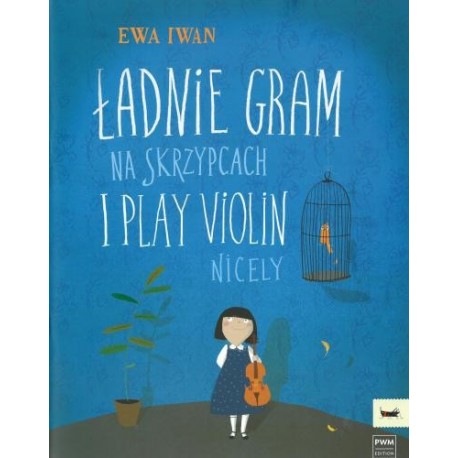 EWA IWAN
ŁADNIE GRAM
NA SKRZYPCACH
I PLAY VIOLIN
NICELY
PWM
EDITION